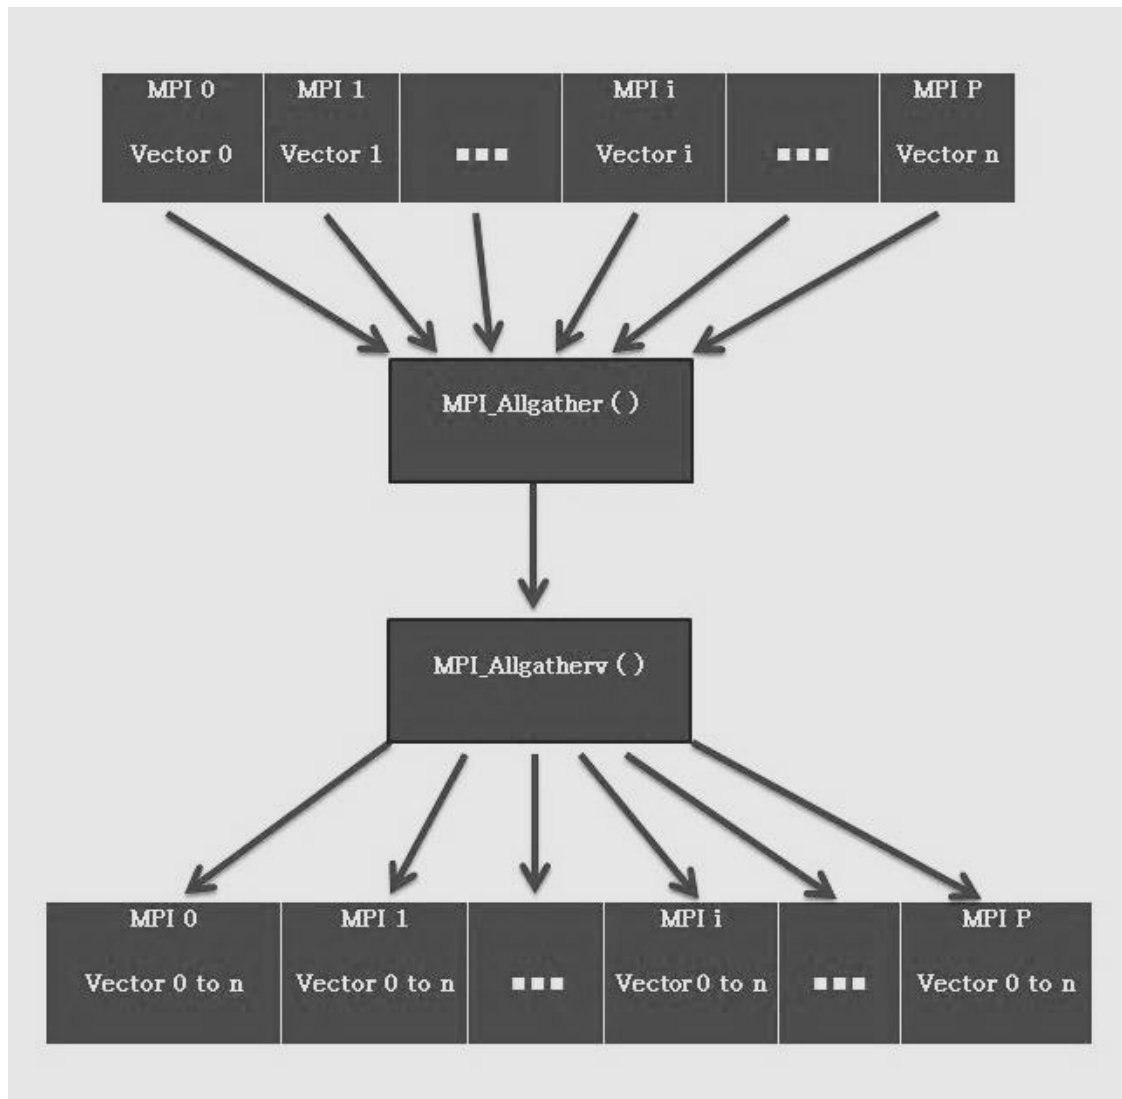 MPI 0 MPI 1 MPI i MPI P
Vector 0 Vector 1 ... Vector i ... Vector n
MPI_Allgather ( )
MPI_Allgatherv ( )
MPI 0 MPI 1 MPI i MPI P
Vector 0 to n Vector 0 to n ... Vector 0 to n ... Vector 0 to n